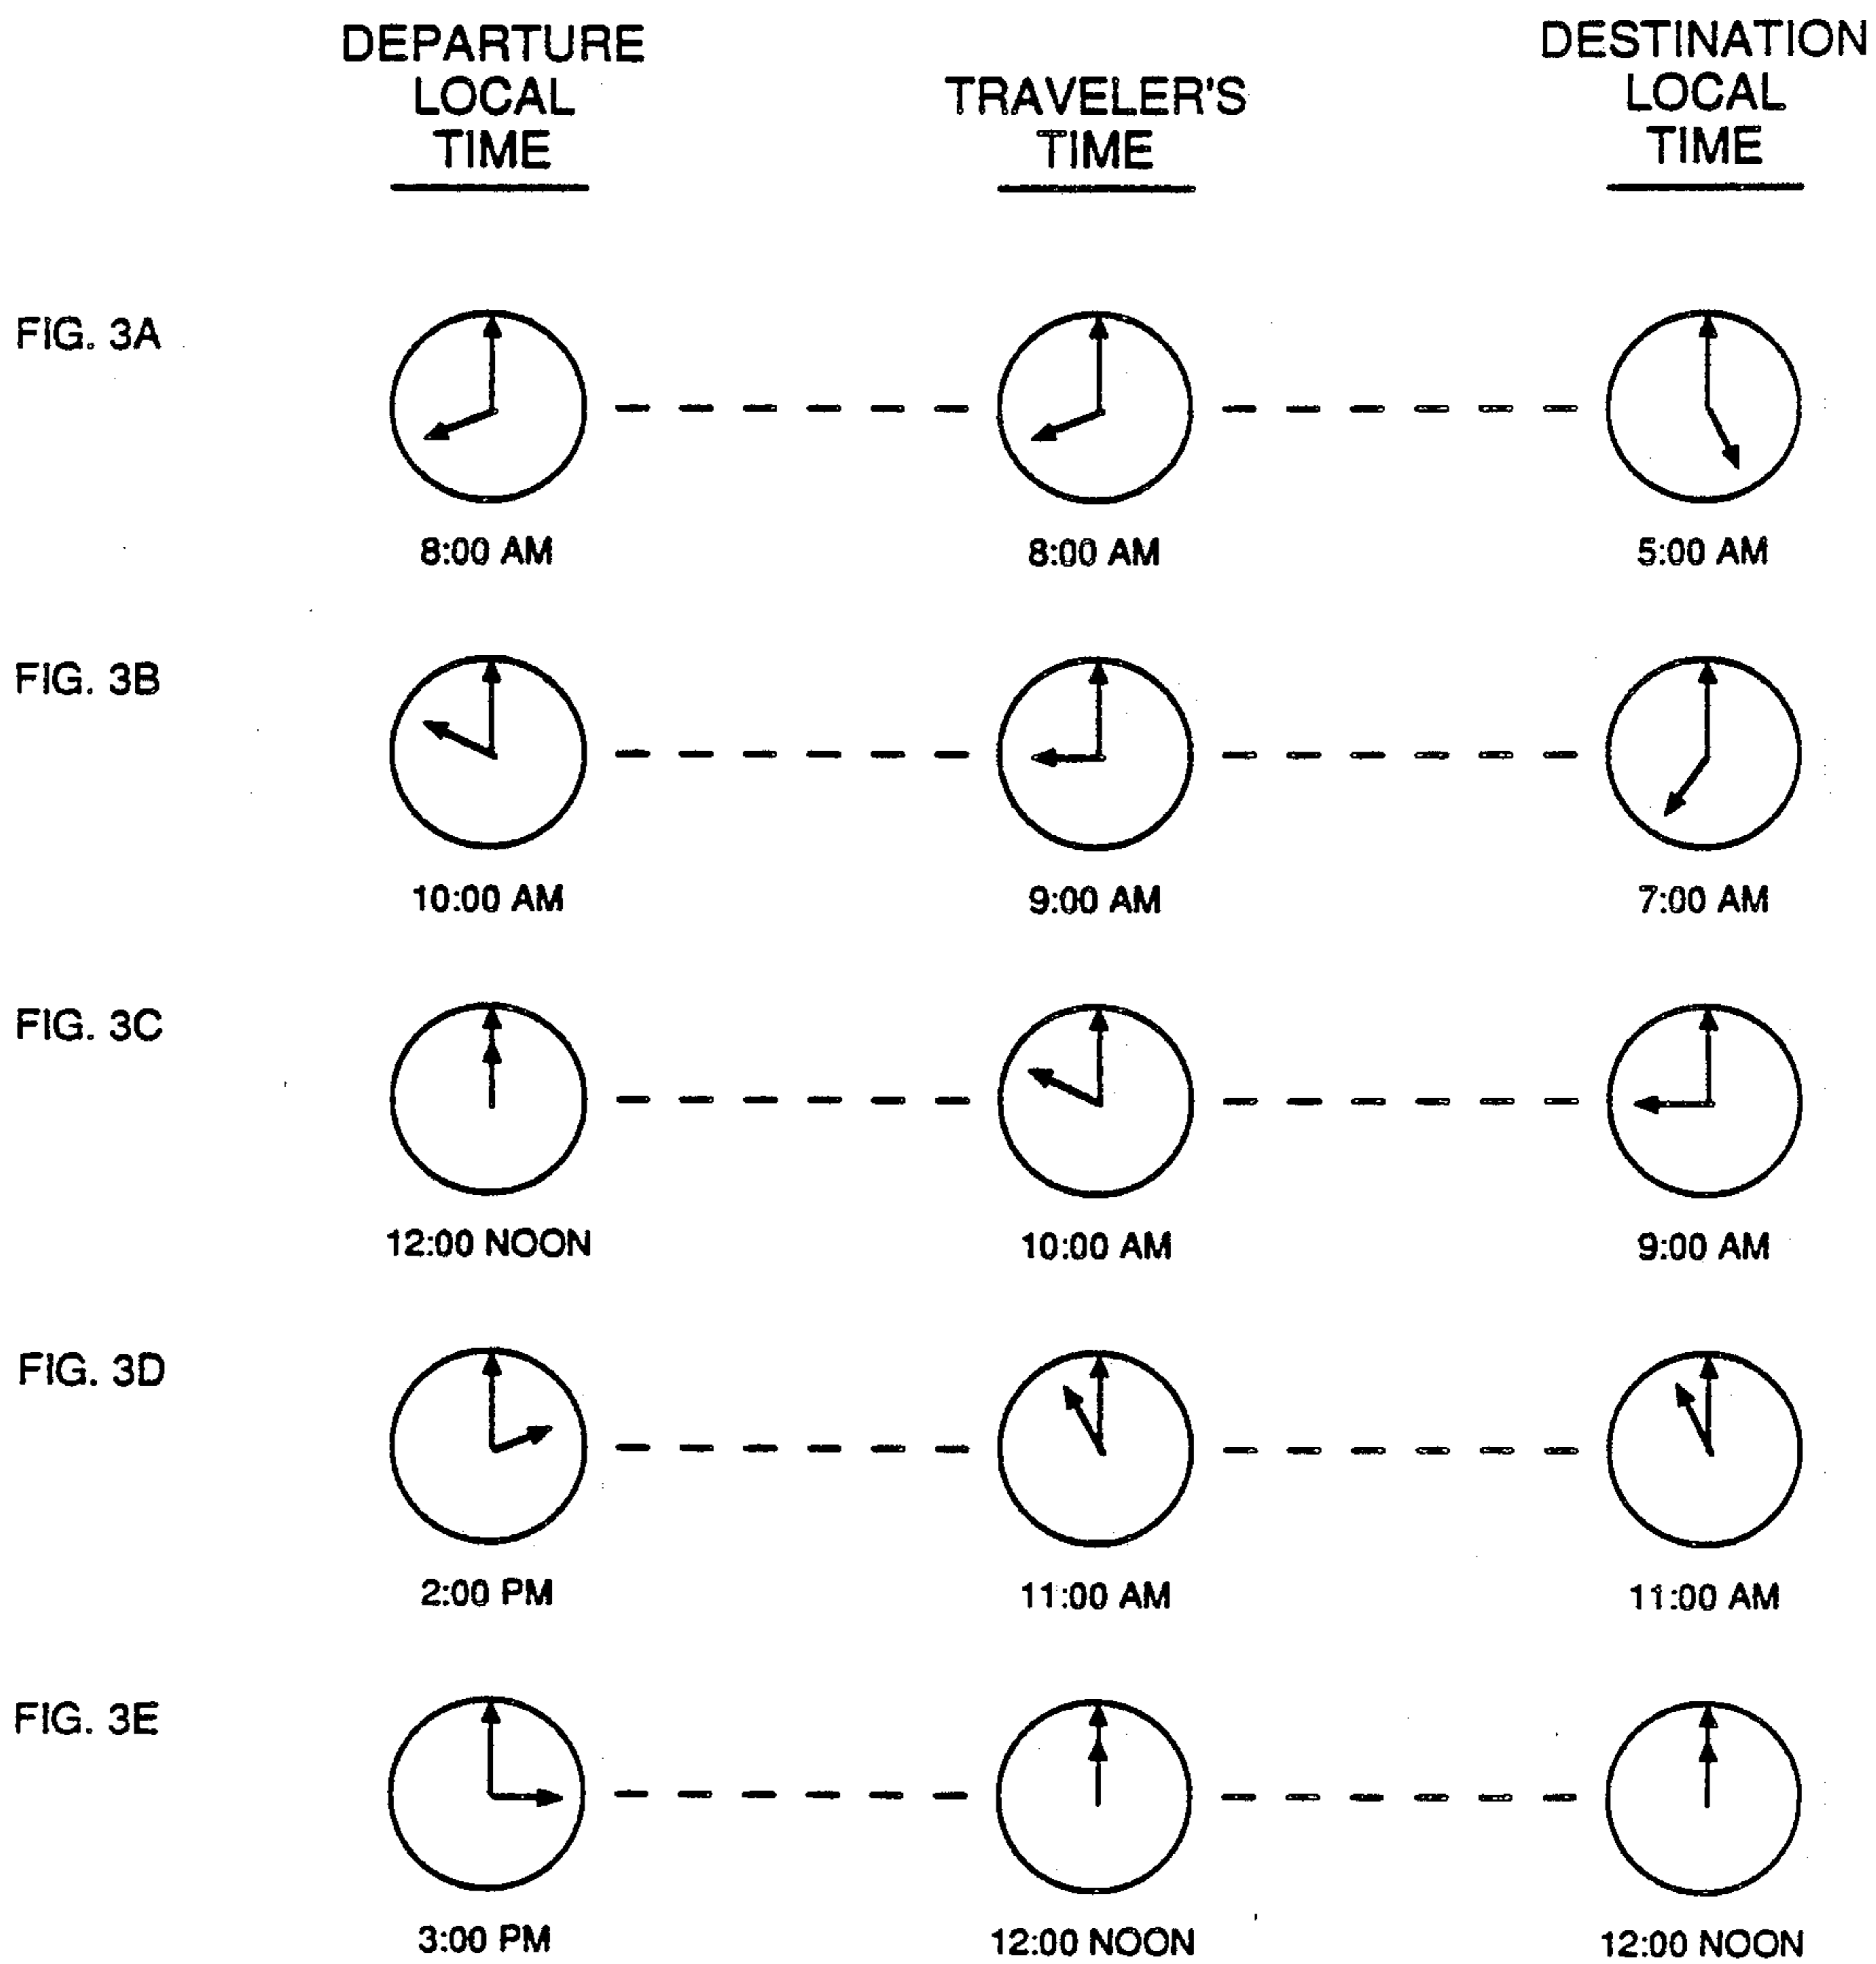 DEPARTURE
LOCAL
TIME
TRAVELER'S
TIME
DESTINATION
LOCAL
TIME
FIG. 3A
8:00 AM
8:00 AM
5:00 AM
FIG. 3B
10:00 AM
9:00 AM
7:00 AM
FIG. 3C
12:00 NOON
10:00 AM
9:00 AM
FIG. 3D
2:00 PM
11:00 AM
11:00 AM
FIG. 3E
3:00 PM
12:00 NOON
12:00 NOON